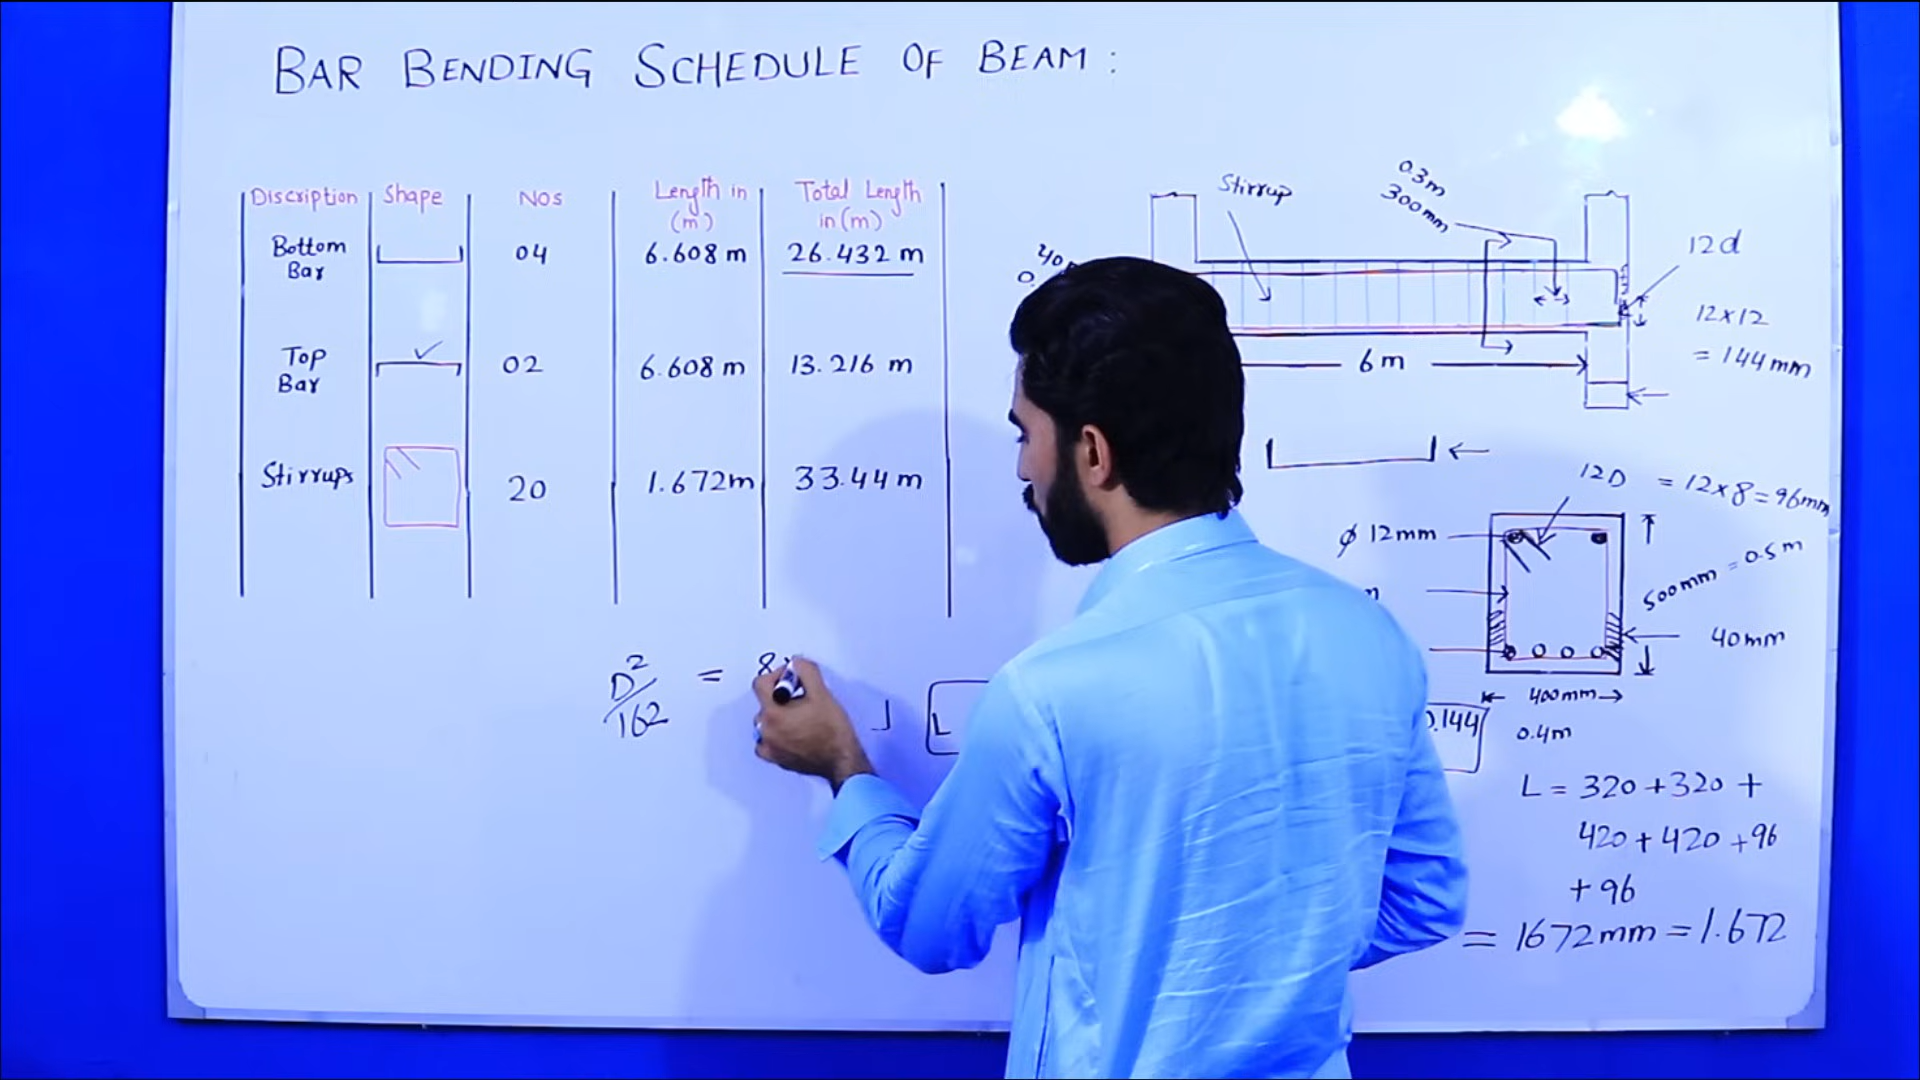 BAR BENDING SCHEDULE OF BEAM :
Discription Shape NOS Length in (m) Total Length in (m)
Bottom Bar 04 6.608 m 26.432 m
Top Bar 02 6.608 m 13.216 m
Stirrups 20 1.672m 33.44 m
D²/162 = 8
Stirrup
0.3m
300mm
12d
12x12
= 144mm
6m
12D = 12x8=96mm
ϕ 12mm
500mm = 0.5m
40mm
400mm
0.4m
0.144
L = 320+320+
420+420+96
+96
= 1672mm=1.672